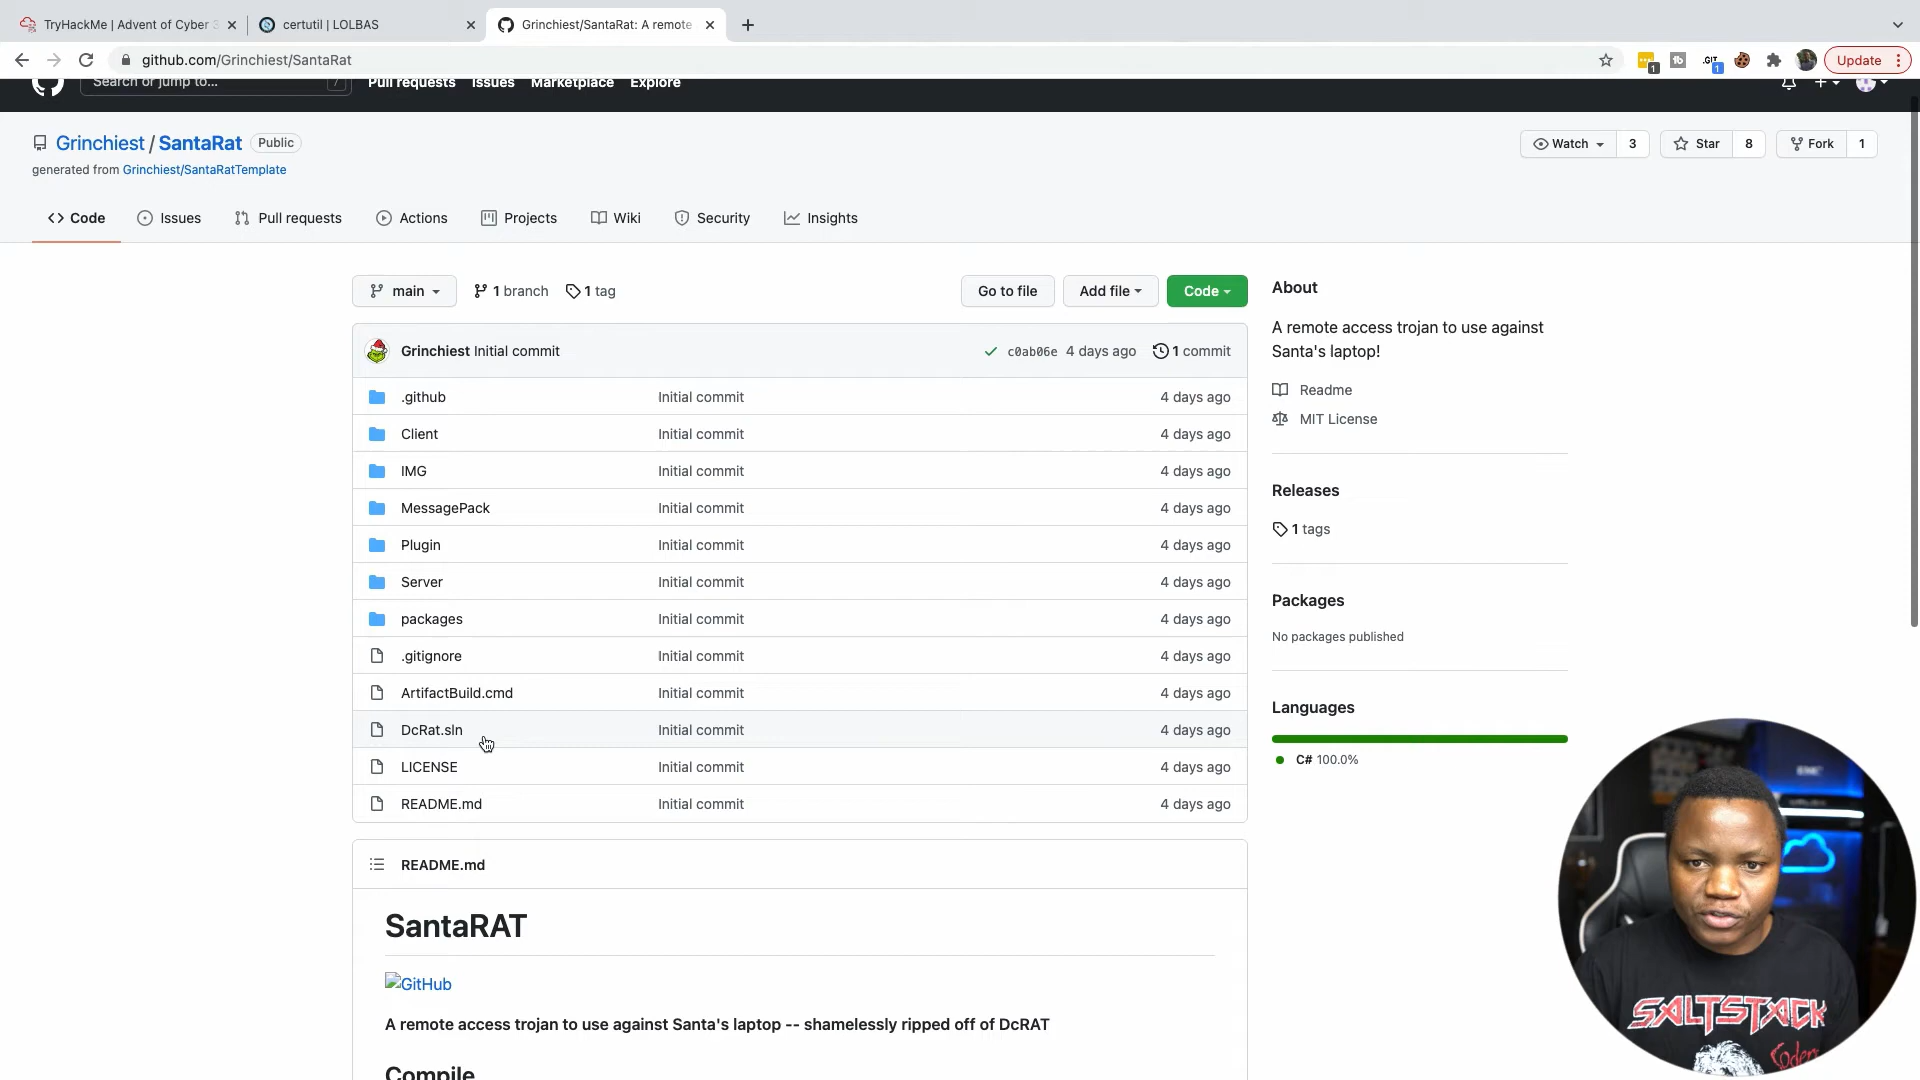 TryHackMe | Advent of Cyber 3
certutil | LOLBAS
Grinchiest/SantaRat: A remote
github.com/Grinchiest/SantaRat
1
.GIT
1
Update
Search or jump to...
/
Pull requests Issues Marketplace Explore
Grinchiest / SantaRat Public
Watch 3 Star 8 Fork 1
generated from Grinchiest/SantaRatTemplate
Code Issues Pull requests Actions Projects Wiki Security Insights
main 1 branch 1 tag Go to file Add file Code
Grinchiest Initial commit c0ab06e 4 days ago 1 commit
.github Initial commit 4 days ago
Client Initial commit 4 days ago
IMG Initial commit 4 days ago
MessagePack Initial commit 4 days ago
Plugin Initial commit 4 days ago
Server Initial commit 4 days ago
packages Initial commit 4 days ago
.gitignore Initial commit 4 days ago
ArtifactBuild.cmd Initial commit 4 days ago
DcRat.sln Initial commit 4 days ago
LICENSE Initial commit 4 days ago
README.md Initial commit 4 days ago
About
A remote access trojan to use against
Santa's laptop!
Readme
MIT License
Releases
1 tags
Packages
No packages published
Languages
C# 100.0%
README.md
SantaRAT
GitHub
A remote access trojan to use against Santa's laptop -- shamelessly ripped off of DcRAT
Compile
SALTSTACK